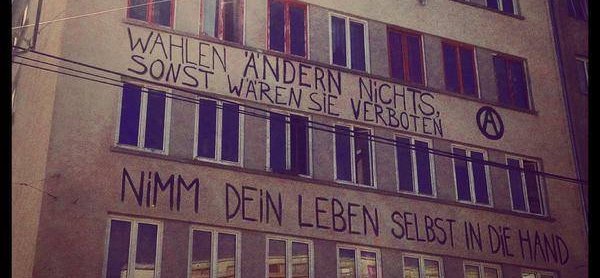 WAHLEN ÄNDERN NiCHTS,
SONST WÄREN SIE VERBOTEN
NiMM DEiN LEBEN SELBST iN DIE HAND